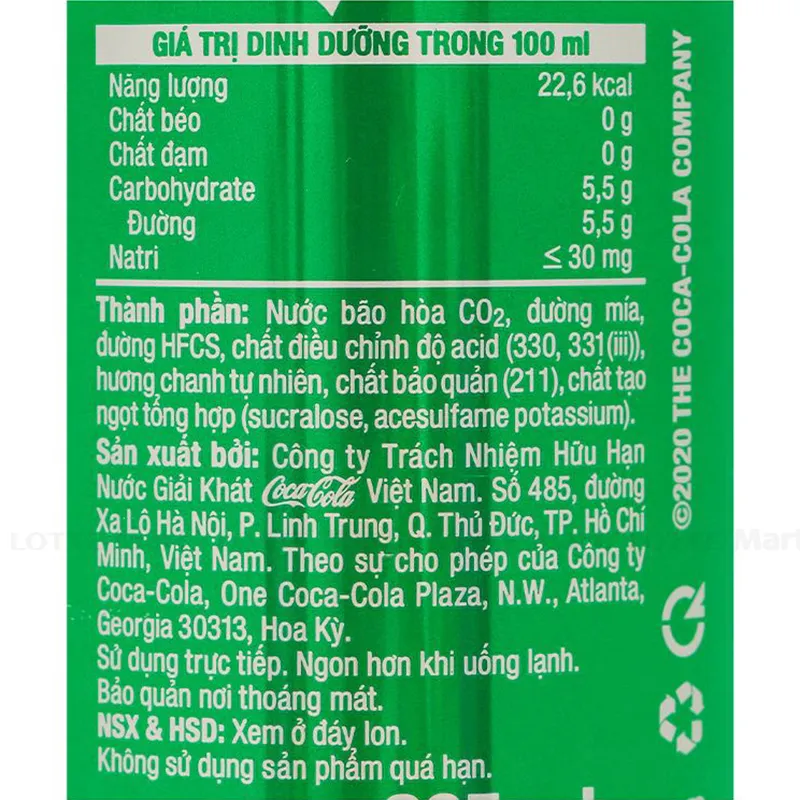 GIÁ TRỊ DINH DƯỠNG TRONG 100 ml
Năng lượng 22,6 kcal
Chất béo 0 g
Chất đạm 0 g
Carbohydrate 5,5 g
Đường 5,5 g
Natri ≤ 30 mg
Thành phần: Nước bão hòa CO₂, đường mía,
đường HFCS, chất điều chỉnh độ acid (330, 331(iii)),
hương chanh tự nhiên, chất bảo quản (211), chất tạo
ngọt tổng hợp (sucralose, acesulfame potassium).
Sản xuất bởi: Công ty Trách Nhiệm Hữu Hạn
Nước Giải Khát Coca-Cola Việt Nam. Số 485, đường
Xa Lộ Hà Nội, P. Linh Trung, Q. Thủ Đức, TP. Hồ Chí
Minh, Việt Nam. Theo sự cho phép của Công ty
Coca-Cola, One Coca-Cola Plaza, N.W., Atlanta,
Georgia 30313, Hoa Kỳ.
Sử dụng trực tiếp. Ngon hơn khi uống lạnh.
Bảo quản nơi thoáng mát.
NSX & HSD: Xem ở đáy lon.
Không sử dụng sản phẩm quá hạn.
©2020 THE COCA-COLA COMPANY
Mart